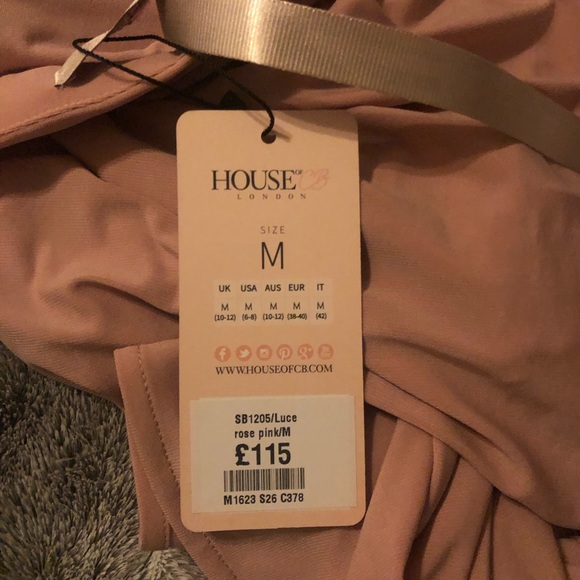 HOUSE OF CB
LONDON
SIZE
M
UK USA AUS EUR IT
M M M M M
(10-12) (6-8) (10-12) (38-40) (42)
WWW.HOUSEOFCB.COM
SB1205/Luce
rose pink/M
£115
M1623 S26 C378